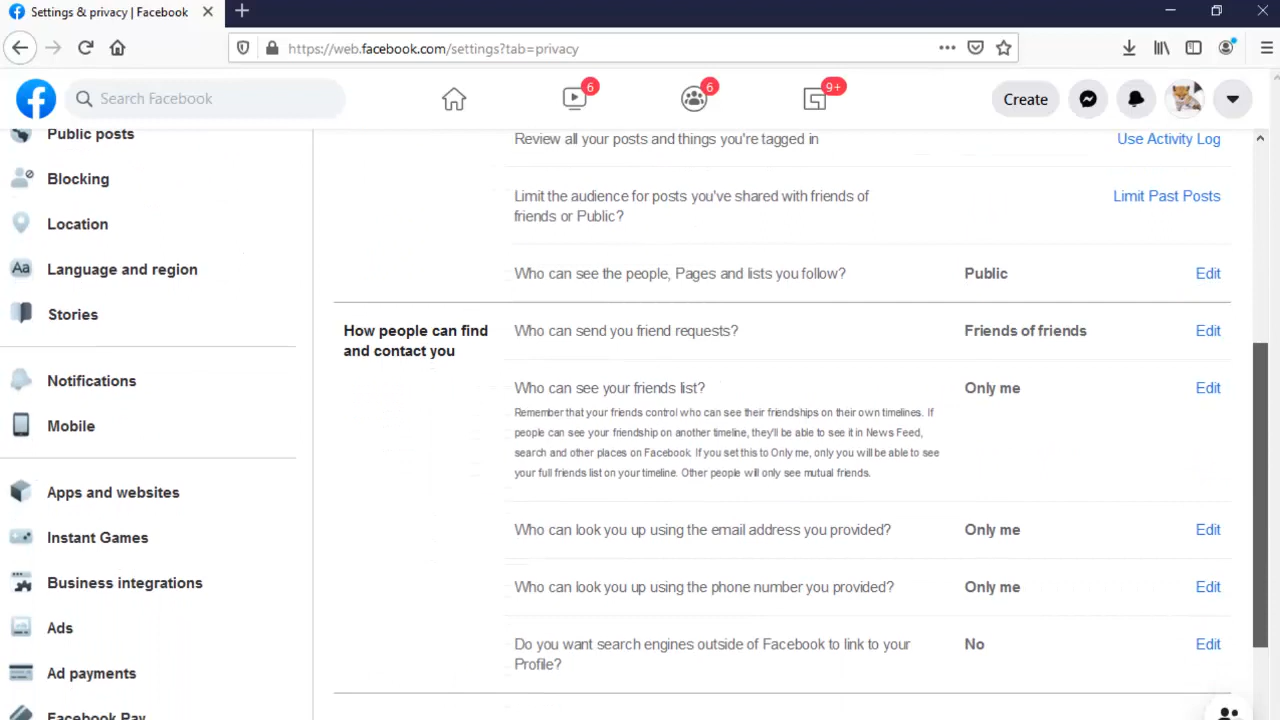 Settings & privacy | Facebook
https://web.facebook.com/settings?tab=privacy
Search Facebook
6
6
9+
Create
Public posts
Blocking
Location
Aa
Language and region
Stories
Notifications
Mobile
Apps and websites
Instant Games
Business integrations
Ads
Ad payments
Facebook Pay
Review all your posts and things you're tagged in
Use Activity Log
Limit the audience for posts you've shared with friends of
friends or Public?
Limit Past Posts
Who can see the people, Pages and lists you follow?
Public
Edit
How people can find
and contact you
Who can send you friend requests?
Friends of friends
Edit
Who can see your friends list?
Only me
Edit
Remember that your friends control who can see their friendships on their own timelines. If
people can see your friendship on another timeline, they'll be able to see it in News Feed,
search and other places on Facebook. If you set this to Only me, only you will be able to see
your full friends list on your timeline. Other people will only see mutual friends.
Who can look you up using the email address you provided?
Only me
Edit
Who can look you up using the phone number you provided?
Only me
Edit
Do you want search engines outside of Facebook to link to your
Profile?
No
Edit